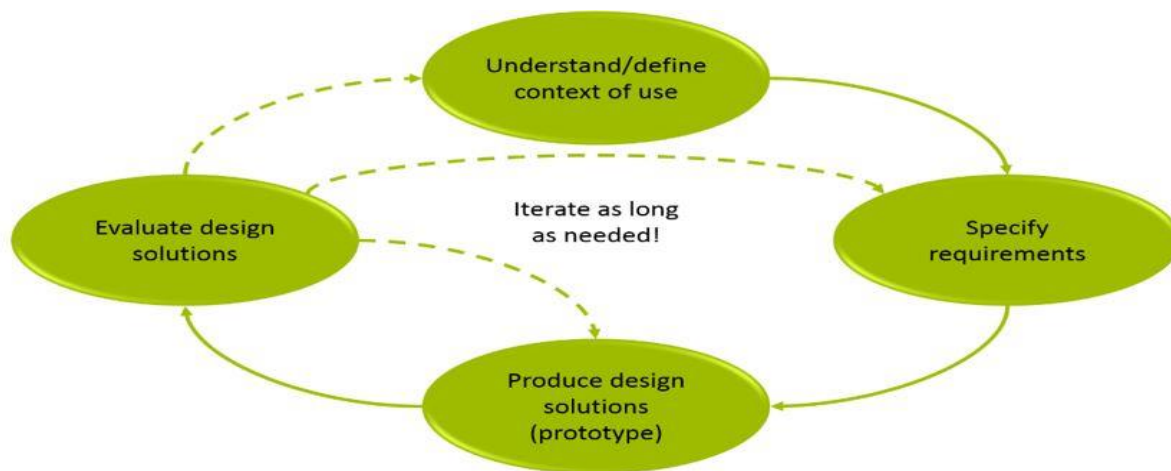 Understand/define
context of use
Evaluate design
solutions
Iterate as long
as needed!
Specify
requirements
Produce design
solutions
(prototype)